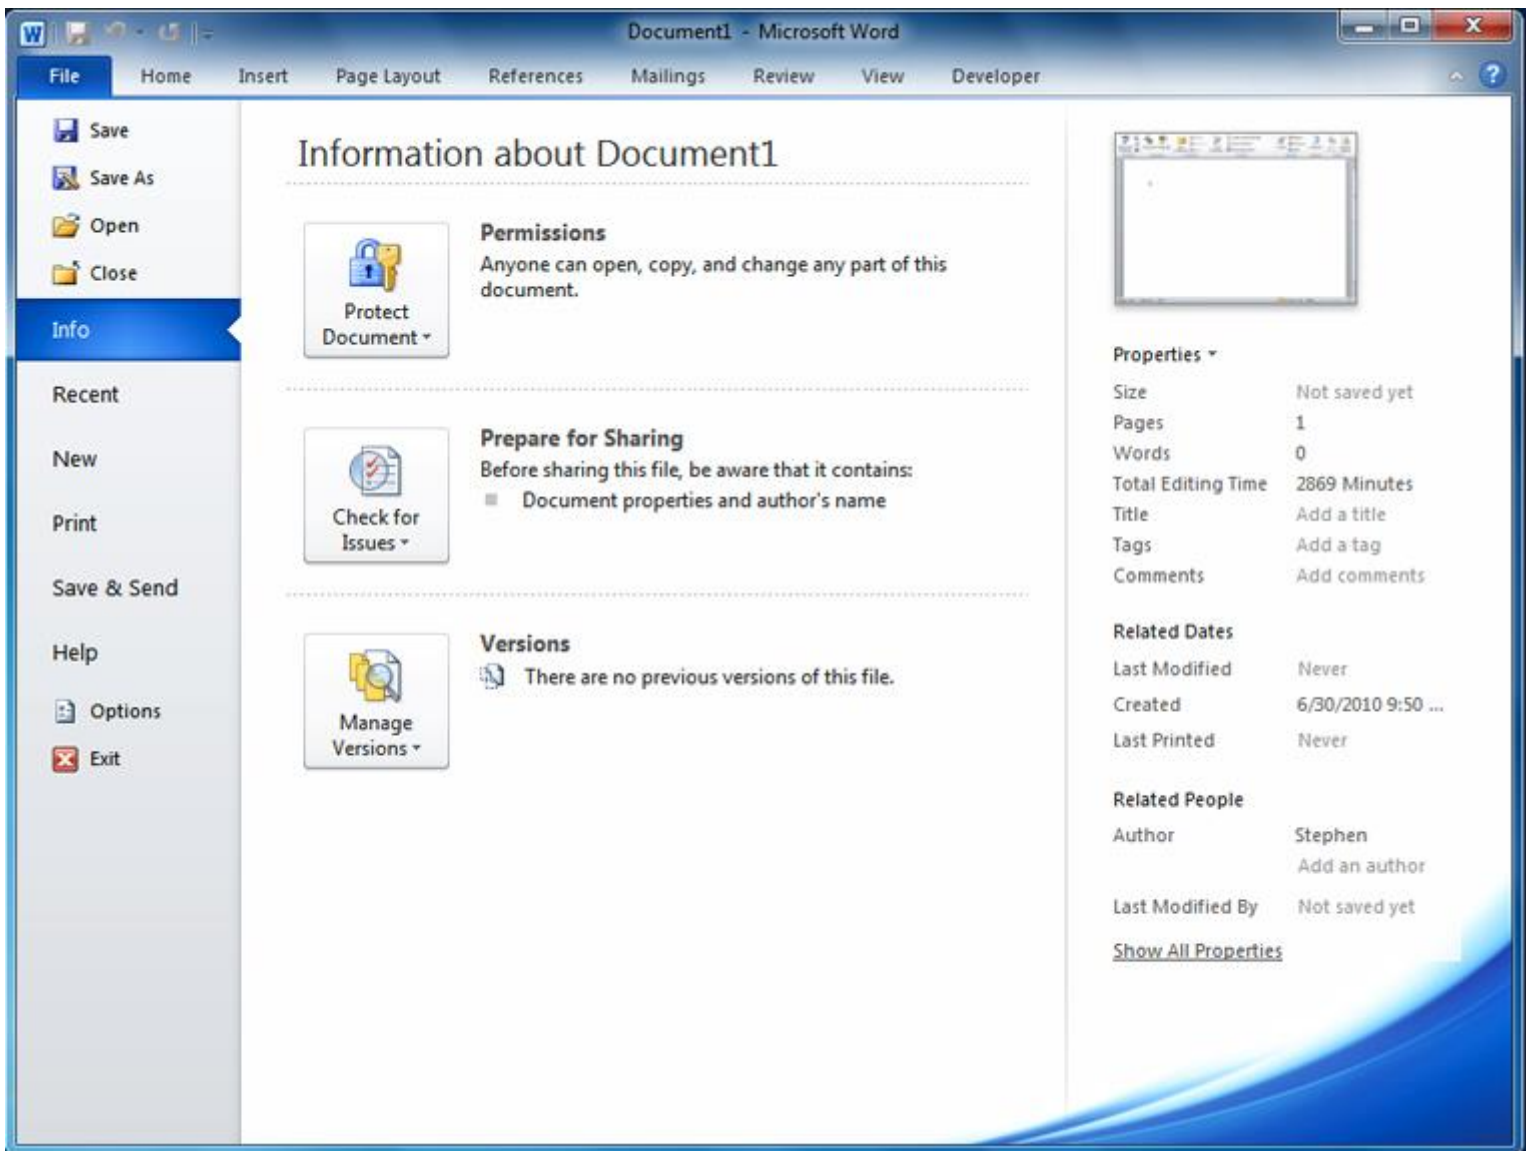 Document1 - Microsoft Word
File Home Insert Page Layout References Mailings Review View Developer
Save
Save As
Open
Close
Info
Recent
New
Print
Save & Send
Help
Options
Exit
Information about Document1
Protect
Document
Permissions
Anyone can open, copy, and change any part of this
document.
Check for
Issues
Prepare for Sharing
Before sharing this file, be aware that it contains:
Document properties and author's name
Manage
Versions
Versions
There are no previous versions of this file.
Properties
Size Not saved yet
Pages 1
Words 0
Total Editing Time 2869 Minutes
Title Add a title
Tags Add a tag
Comments Add comments
Related Dates
Last Modified Never
Created 6/30/2010 9:50 ...
Last Printed Never
Related People
Author Stephen
Add an author
Last Modified By Not saved yet
Show All Properties